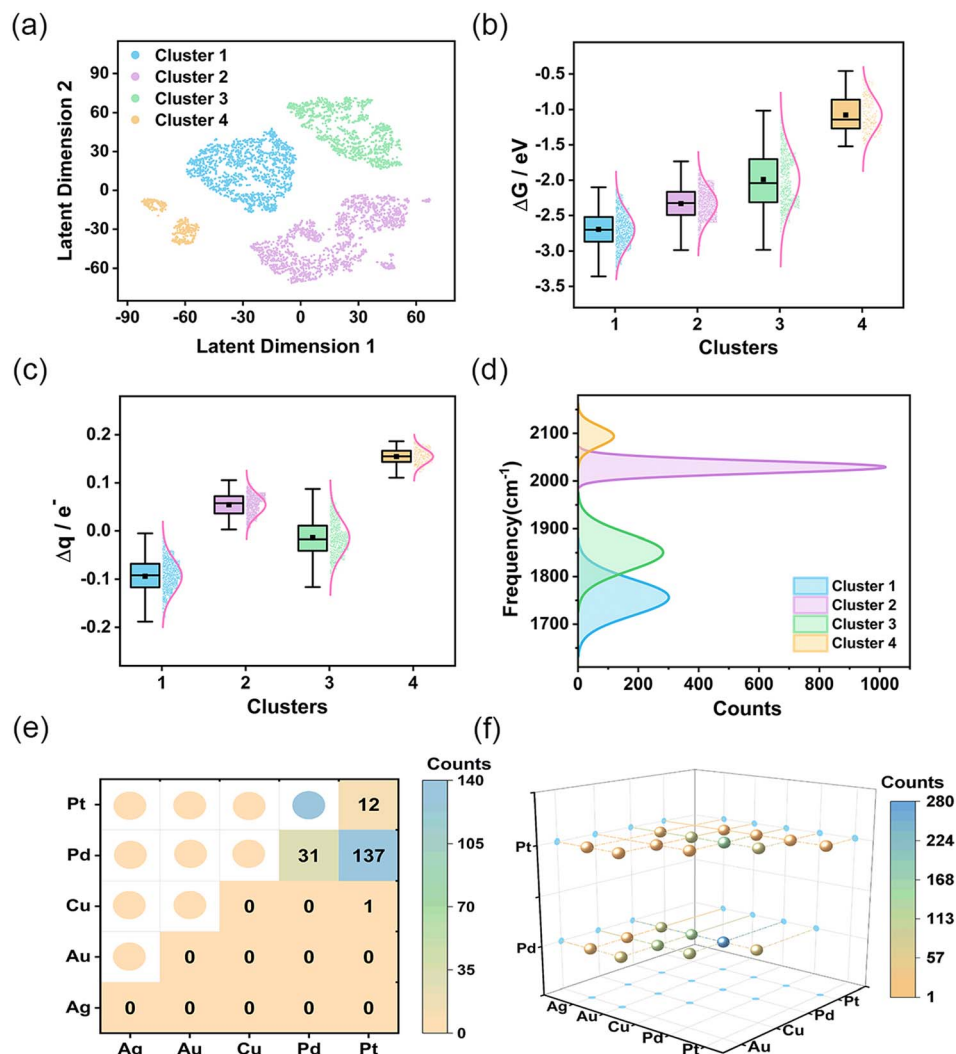 (a)
Cluster 1
Cluster 2
Cluster 3
Cluster 4
Latent Dimension 2
90
60
30
0
-30
-60
-90 -60 -30 0 30 60
Latent Dimension 1
(b)
ΔG / eV
-0.5
-1.0
-1.5
-2.0
-2.5
-3.0
-3.5
1 2 3 4
Clusters
(c)
Δq / e⁻
0.2
0.1
0.0
-0.1
-0.2
1 2 3 4
Clusters
(d)
Frequency(cm⁻¹)
2100
2000
1900
1800
1700
Cluster 1
Cluster 2
Cluster 3
Cluster 4
0 200 400 600 800 1000
Counts
(e)
Counts
140
105
70
35
0
Pt 12
Pd 31 137
Cu 0 0 1
Au 0 0 0 0
Ag 0 0 0 0 0
Ag Au Cu Pd Pt
(f)
Counts
280
224
168
113
57
1
Pt
Pd
Ag Au Cu Pd Pt
Au Cu Pd Pt